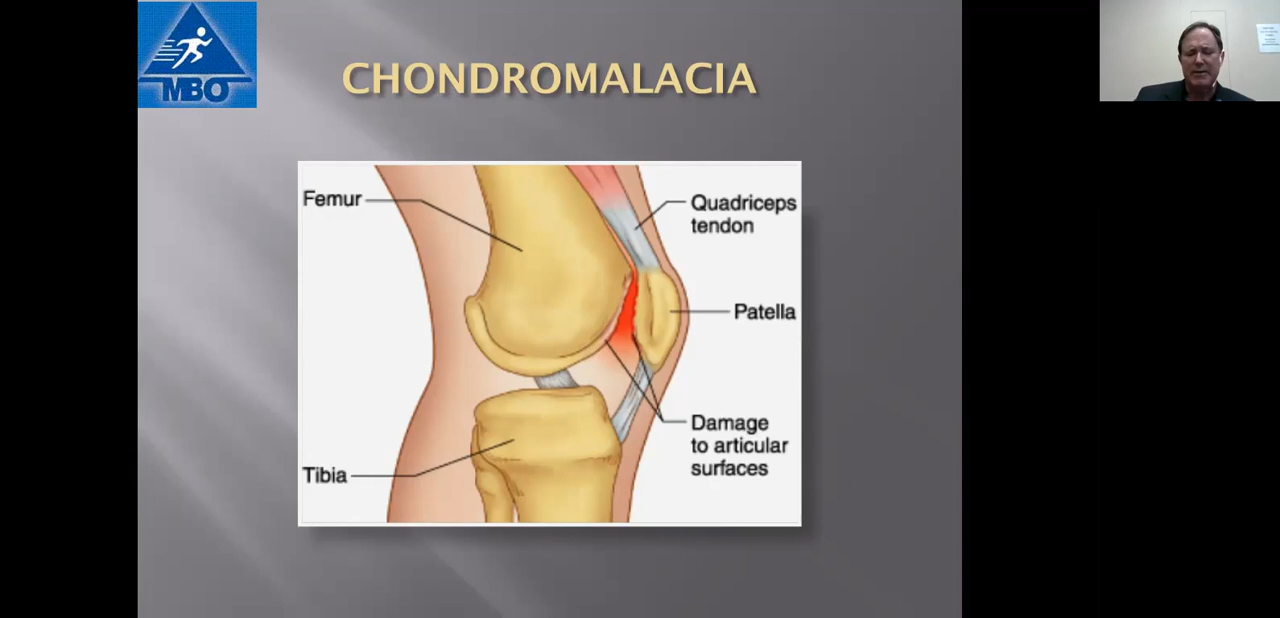 MBO
CHONDROMALACIA
Femur
Quadriceps
tendon
Patella
Damage
to articular
surfaces
Tibia